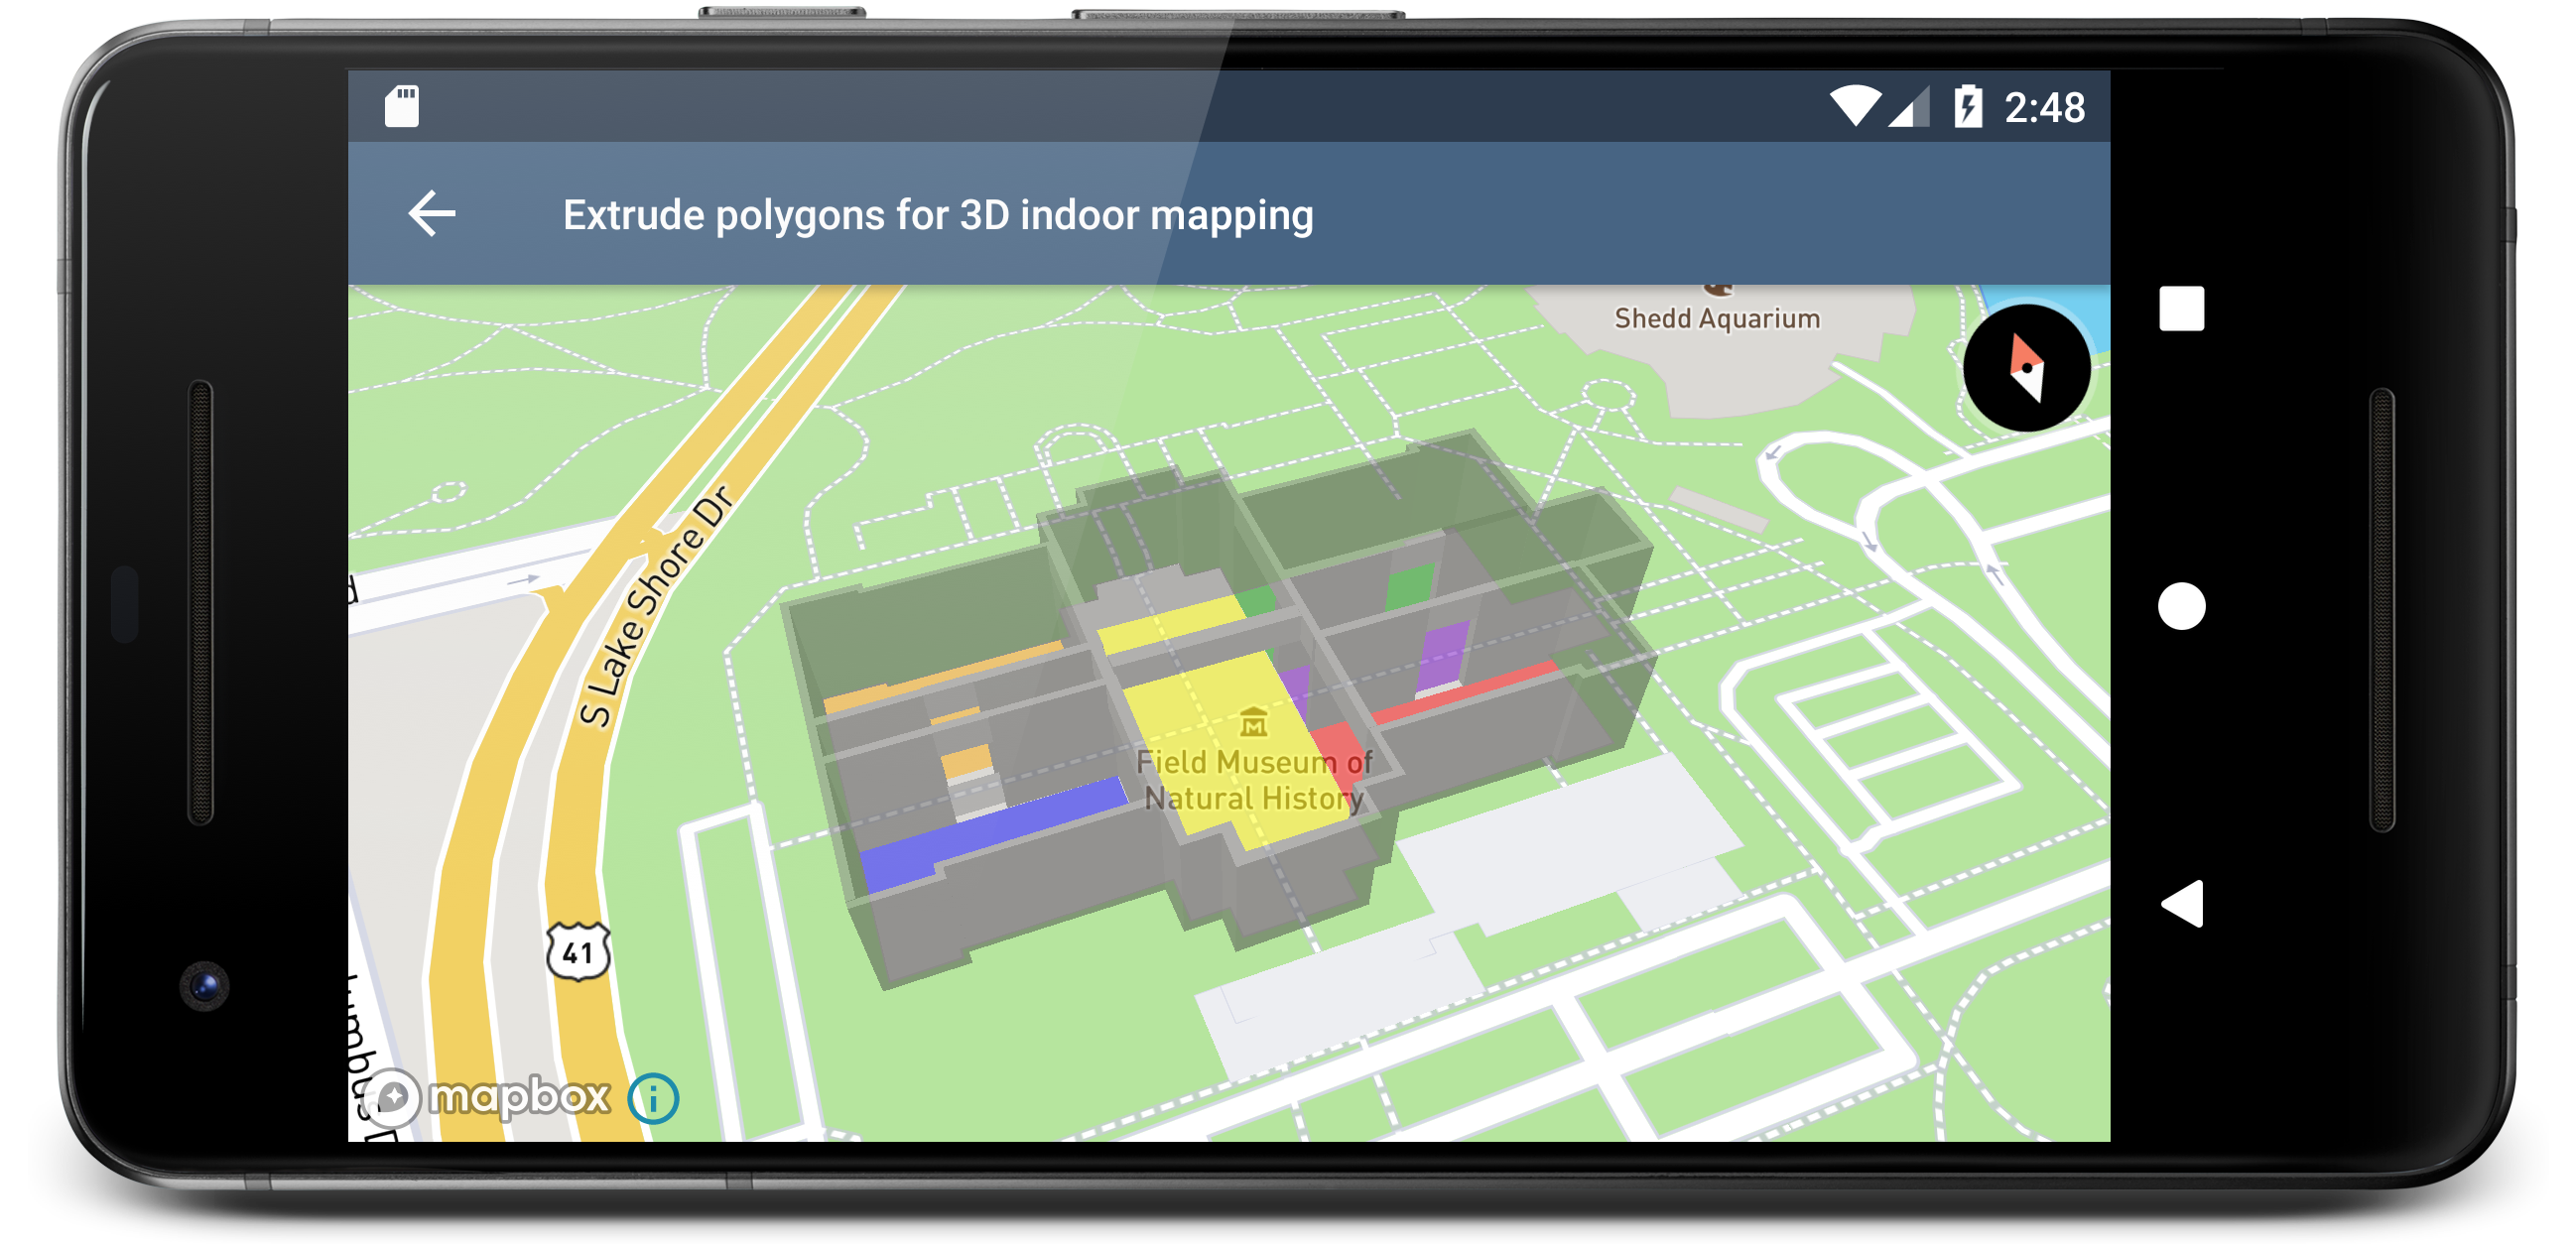 2:48
Extrude polygons for 3D indoor mapping
Shedd Aquarium
S Lake Shore Dr
Field Museum of
Natural History
41
mapbox